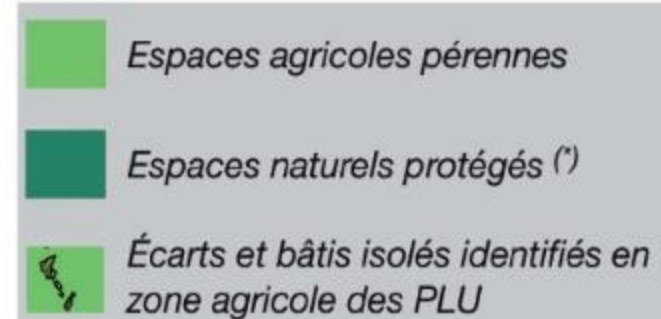 Espaces agricoles pérennes
Espaces naturels protégés (*)
Écarts et bâtis isolés identifiés en
zone agricole des PLU